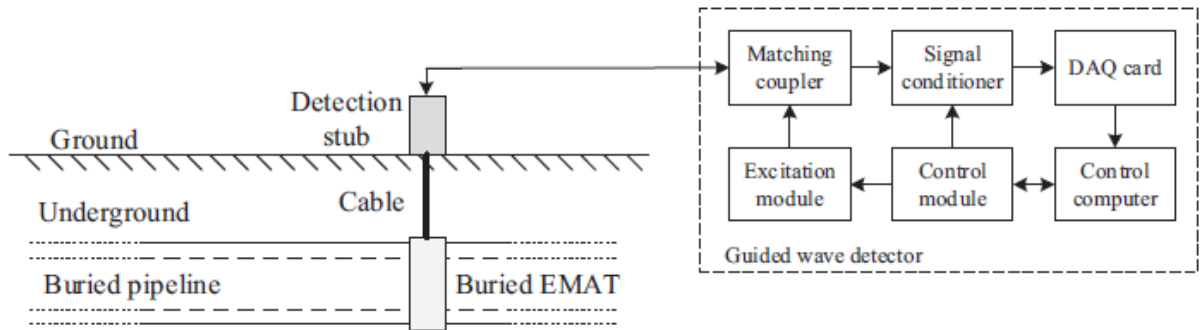 Matching
coupler
Signal
conditioner
DAQ card
Detection
stub
Ground
Excitation
module
Control
module
Control
computer
Cable
Underground
Guided wave detector
Buried pipeline
Buried EMAT